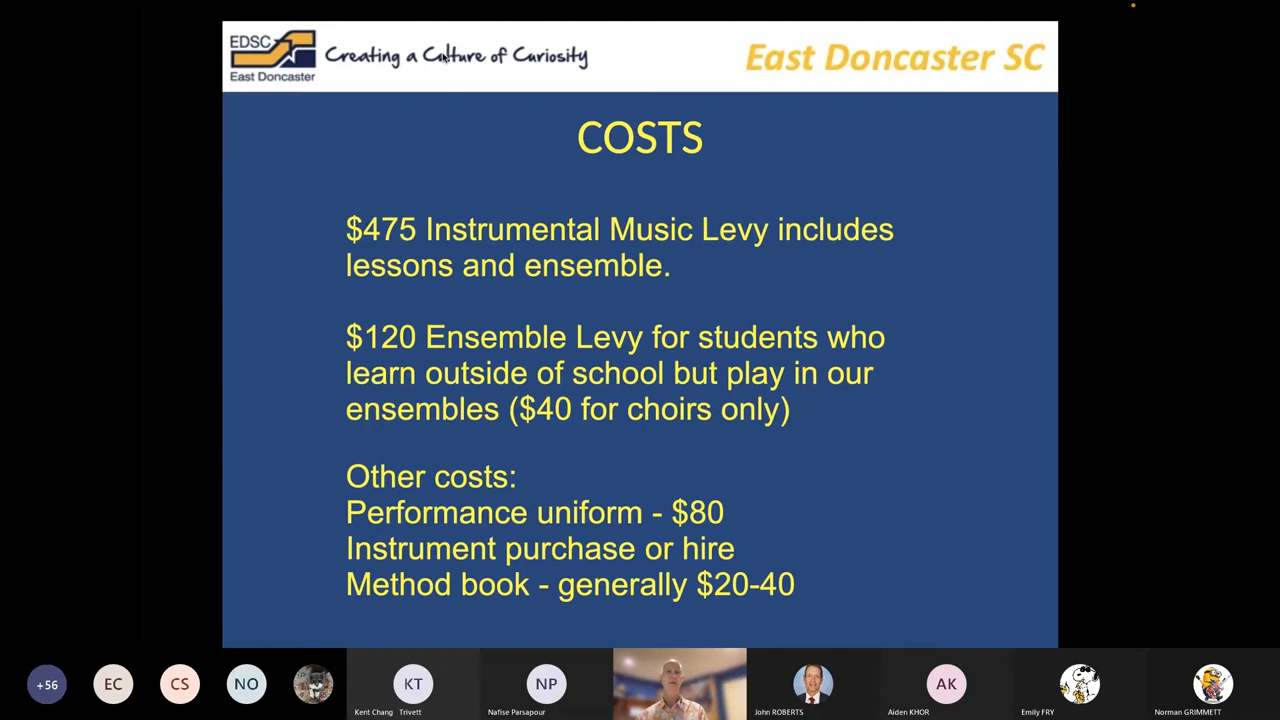 EDSC
East Doncaster
Creating a Culture of Curiosity
East Doncaster SC
COSTS
$475 Instrumental Music Levy includes
lessons and ensemble.
$120 Ensemble Levy for students who
learn outside of school but play in our
ensembles ($40 for choirs only)
Other costs:
Performance uniform - $80
Instrument purchase or hire
Method book - generally $20-40
+56
EC
CS
NO
KT
NP
AK
Kent Chang Trivett
Nafise Parsapour
John ROBERTS
Aiden KHOR
Emily FRY
Norman GRIMMETT